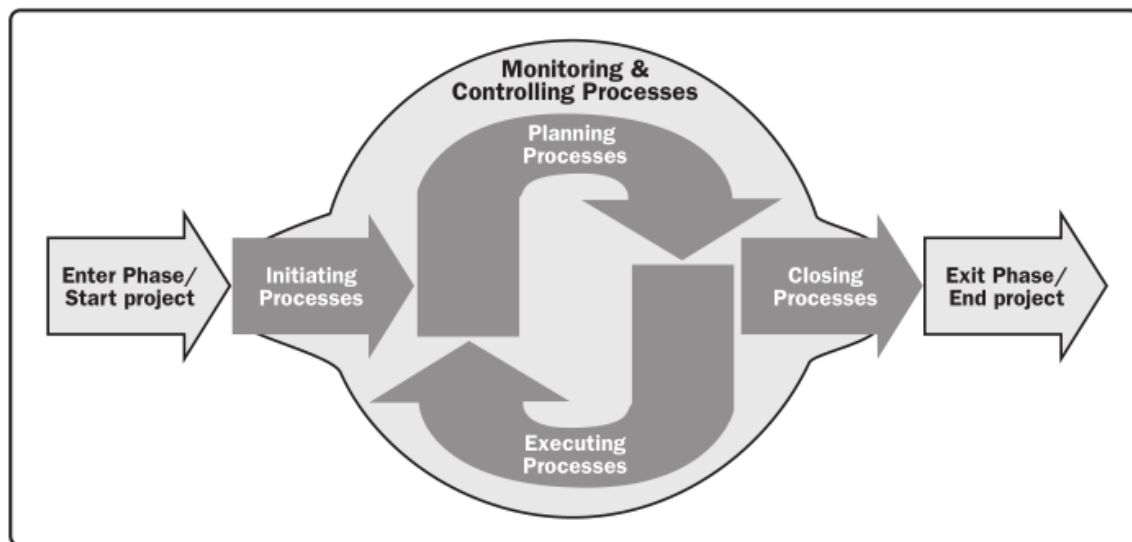 Monitoring &
Controlling Processes
Planning
Processes
Enter Phase/
Start project
Initiating
Processes
Closing
Processes
Exit Phase/
End project
Executing
Processes